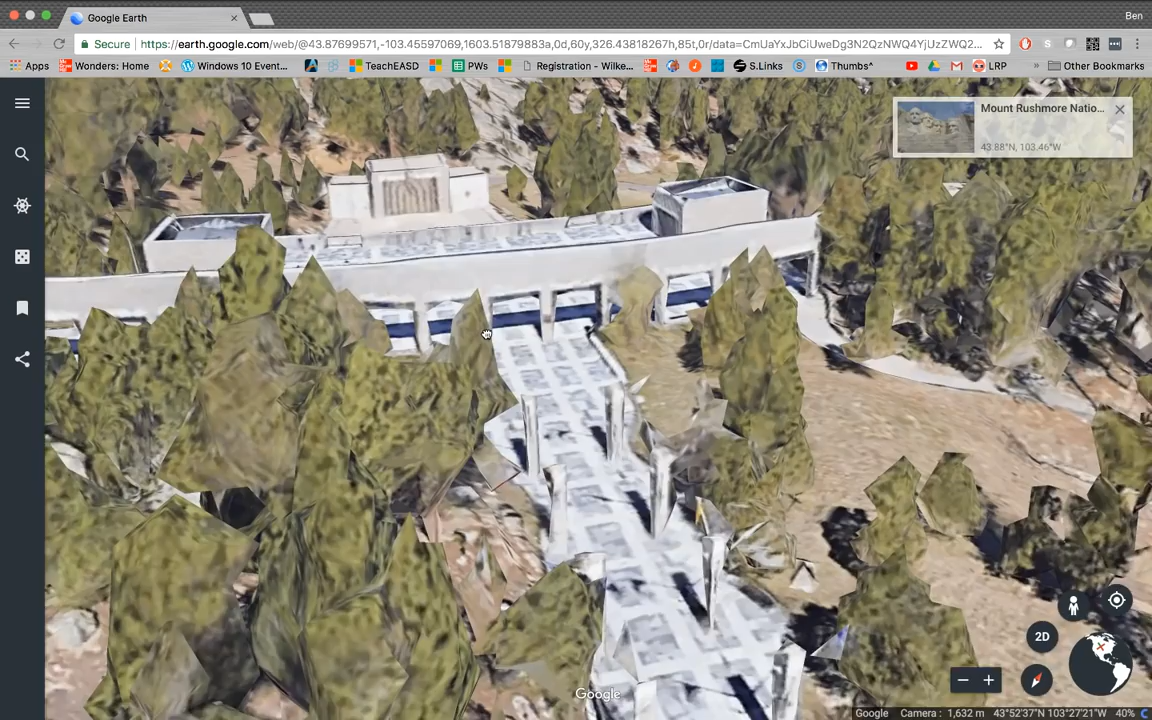 Google Earth
Ben
Secure
https://earth.google.com/web/@43.87699571,-103.45597069,1603.51879883a,0d,60y,326.43818267h,85t,0r/data=CmUaYxJbCiUweDg3N2QzNWQ4YjUzZWQ2...
Apps
Wonders: Home
Windows 10 Event...
TeachEASD
PWs
Registration - Wilke...
S.Links
Thumbs^
LRP
»
Other Bookmarks
Mount Rushmore Natio...
43.88°N, 103.46°W
2D
Google
Google Camera: 1,632 m 43°52'37"N 103°27'21"W 40%